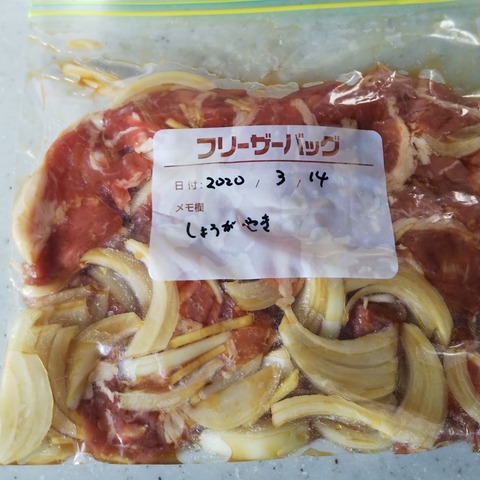 フリーザーバッグ
日付:2020/3/14
メモ欄
しょうがやき